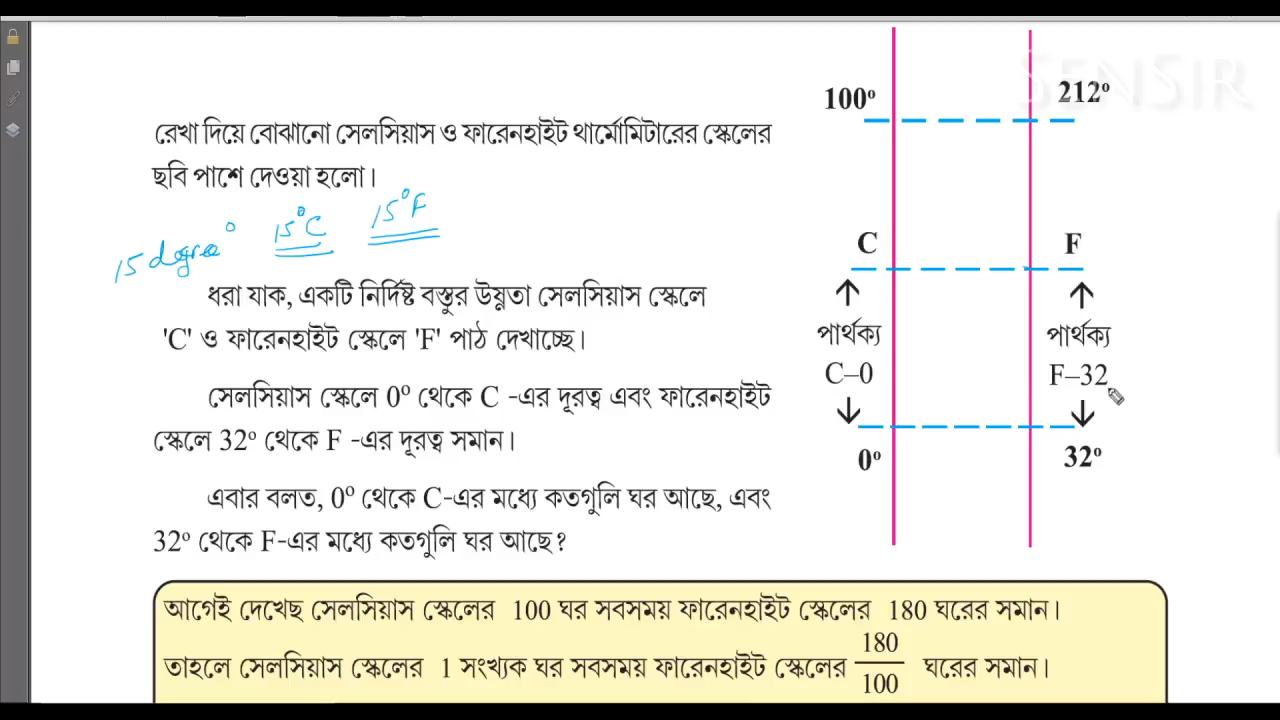 SENSIR
100°
212°
রেখা দিয়ে বোঝানো সেলসিয়াস ও ফারেনহাইট থার্মোমিটারের স্কেলের
ছবি পাশে দেওয়া হলো।
15 degree °
15°C
15°F
C
F
ধরা যাক, একটি নির্দিষ্ট বস্তুর উষ্ণতা সেলসিয়াস স্কেলে
'C' ও ফারেনহাইট স্কেলে 'F' পাঠ দেখাচ্ছে।
পার্থক্য
C–0
পার্থক্য
F–32
সেলসিয়াস স্কেলে 0° থেকে C -এর দূরত্ব এবং ফারেনহাইট
স্কেলে 32° থেকে F -এর দূরত্ব সমান।
0°
32°
এবার বলত, 0° থেকে C-এর মধ্যে কতগুলি ঘর আছে, এবং
32° থেকে F-এর মধ্যে কতগুলি ঘর আছে?
আগেই দেখেছ সেলসিয়াস স্কেলের 100 ঘর সবসময় ফারেনহাইট স্কেলের 180 ঘরের সমান।
তাহলে সেলসিয়াস স্কেলের 1 সংখ্যক ঘর সবসময় ফারেনহাইট স্কেলের 180/100 ঘরের সমান।